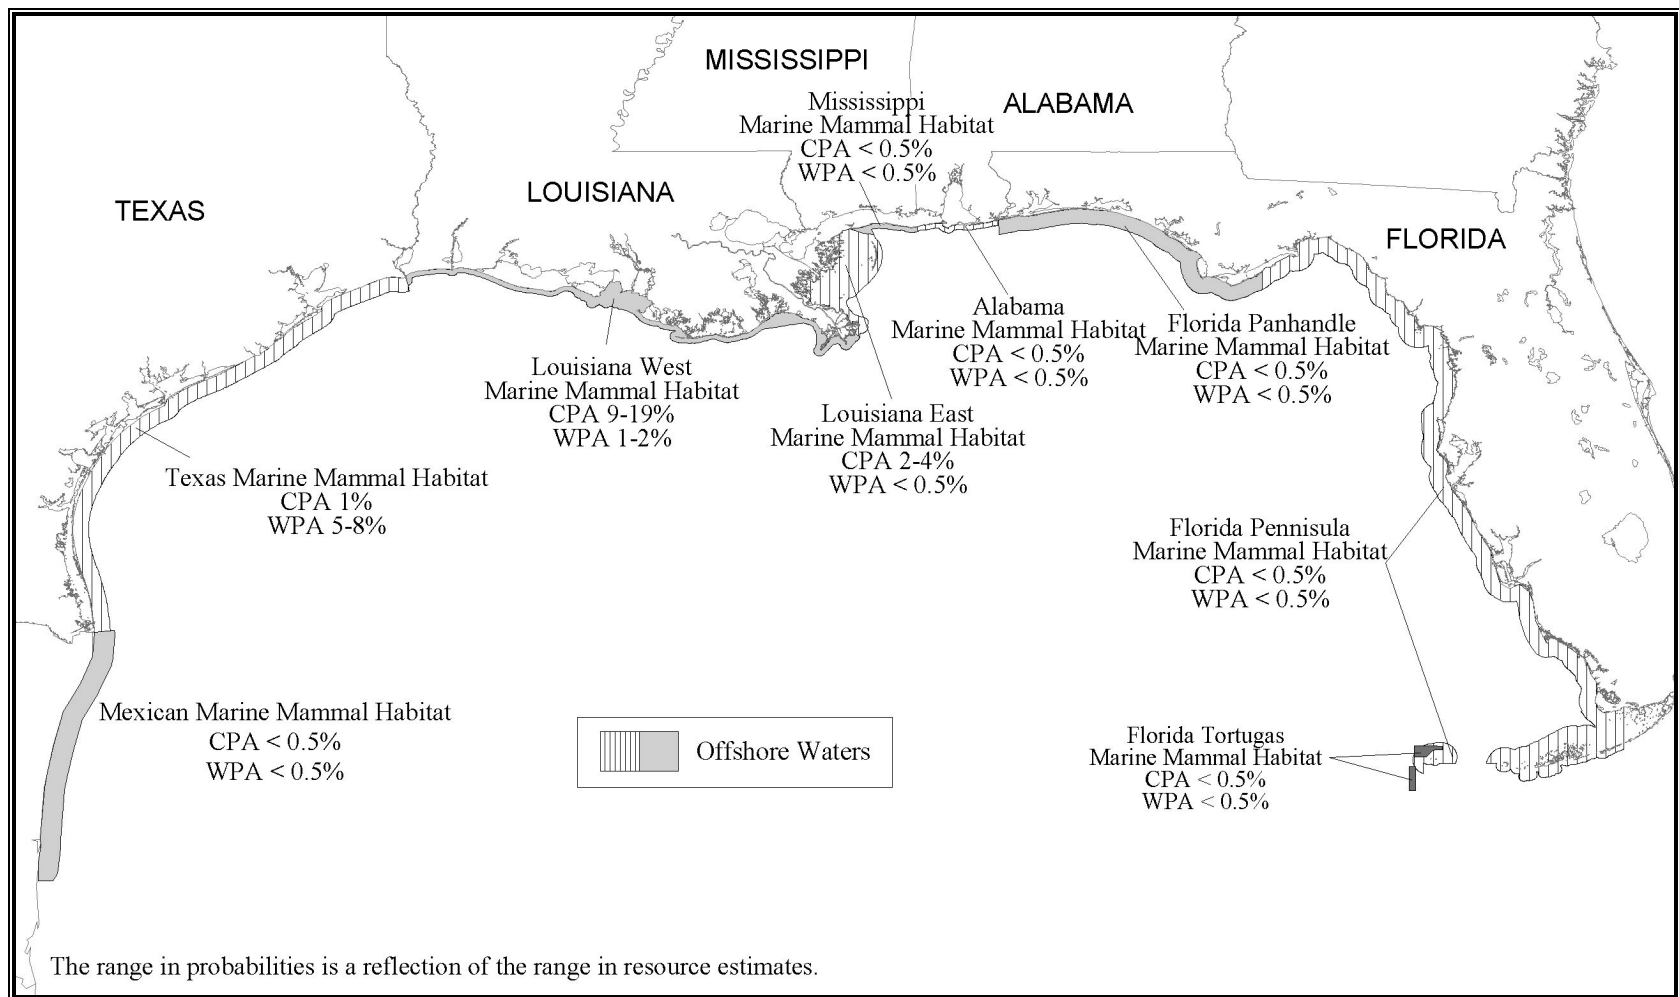 MISSISSIPPI
Mississippi
Marine Mammal Habitat
CPA < 0.5%
WPA < 0.5%
ALABAMA
LOUISIANA
TEXAS
FLORIDA
Alabama
Marine Mammal Habitat
CPA < 0.5%
WPA < 0.5%
Florida Panhandle
Marine Mammal Habitat
CPA < 0.5%
WPA < 0.5%
Louisiana West
Marine Mammal Habitat
CPA 9-19%
WPA 1-2%
Louisiana East
Marine Mammal Habitat
CPA 2-4%
WPA < 0.5%
Texas Marine Mammal Habitat
CPA 1%
WPA 5-8%
Florida Pennisula
Marine Mammal Habitat
CPA < 0.5%
WPA < 0.5%
Mexican Marine Mammal Habitat
CPA < 0.5%
WPA < 0.5%
Offshore Waters
Florida Tortugas
Marine Mammal Habitat
CPA < 0.5%
WPA < 0.5%
The range in probabilities is a reflection of the range in resource estimates.